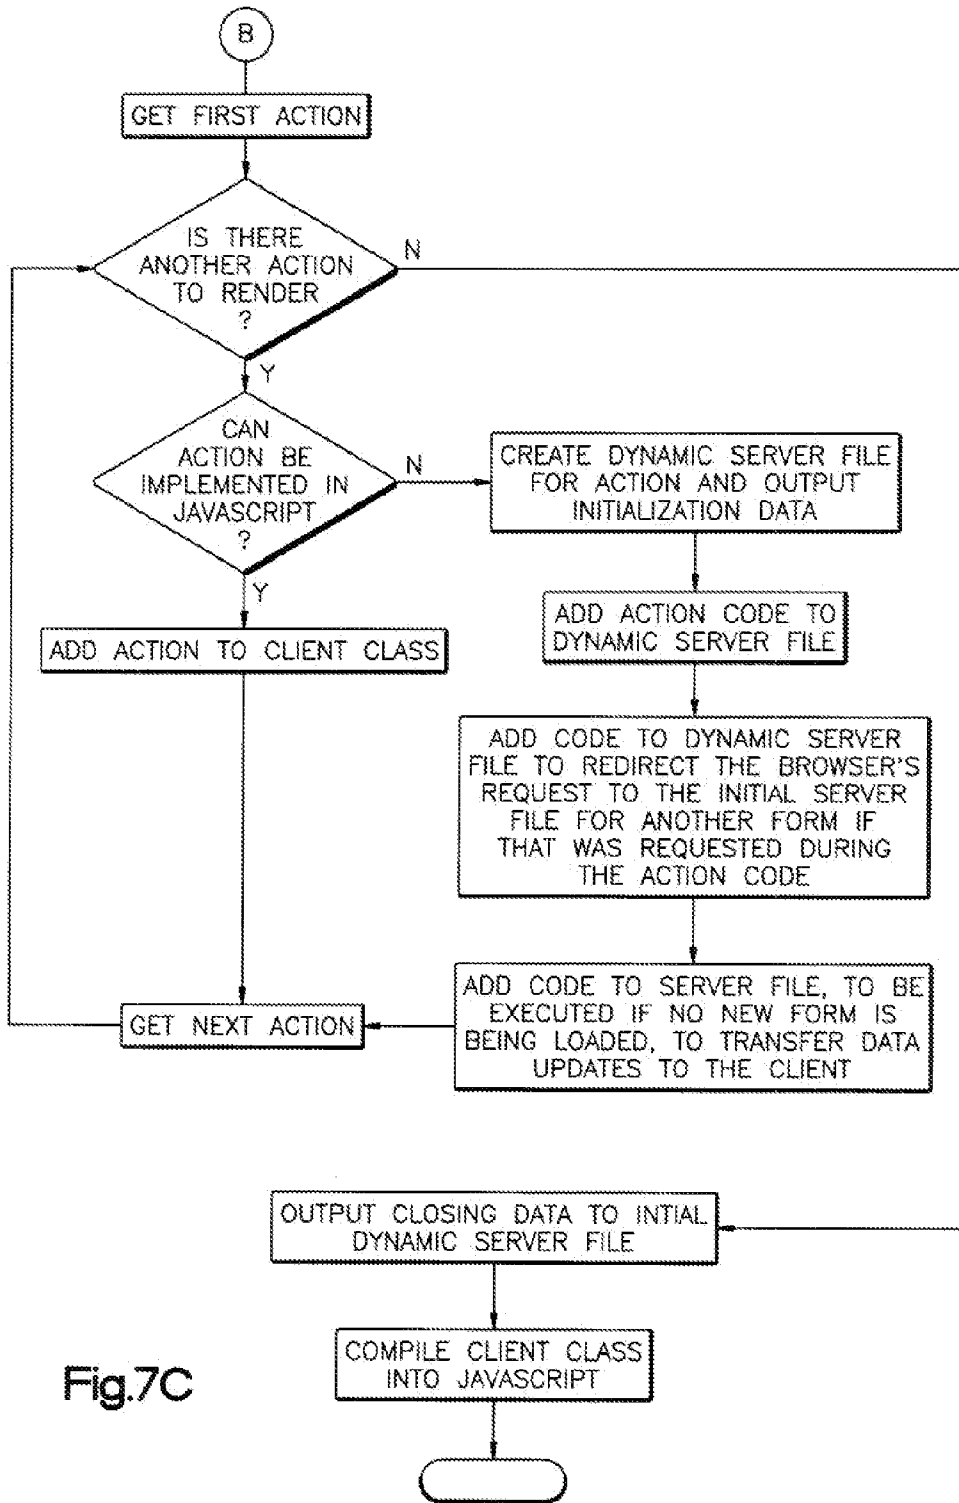 B
GET FIRST ACTION
IS THERE
ANOTHER ACTION
TO RENDER
?
N
Y
CAN
ACTION BE
IMPLEMENTED IN
JAVASCRIPT
?
N
Y
CREATE DYNAMIC SERVER FILE
FOR ACTION AND OUTPUT
INITIALIZATION DATA
ADD ACTION CODE TO
DYNAMIC SERVER FILE
ADD ACTION TO CLIENT CLASS
ADD CODE TO DYNAMIC SERVER
FILE TO REDIRECT THE BROWSER'S
REQUEST TO THE INITIAL SERVER
FILE FOR ANOTHER FORM IF
THAT WAS REQUESTED DURING
THE ACTION CODE
ADD CODE TO SERVER FILE, TO BE
EXECUTED IF NO NEW FORM IS
BEING LOADED, TO TRANSFER DATA
UPDATES TO THE CLIENT
GET NEXT ACTION
OUTPUT CLOSING DATA TO INTIAL
DYNAMIC SERVER FILE
COMPILE CLIENT CLASS
INTO JAVASCRIPT
Fig.7C